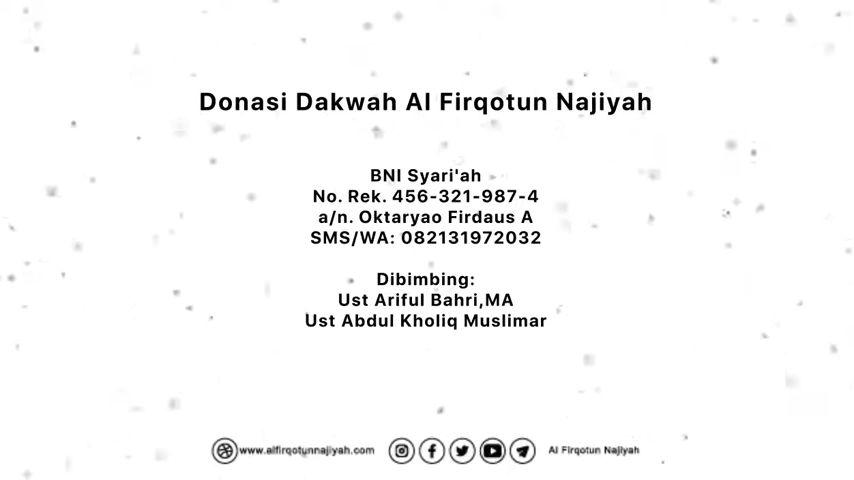 Donasi Dakwah Al Firqotun Najiyah
BNI Syari'ah
No. Rek. 456-321-987-4
a/n. Oktaryao Firdaus A
SMS/WA: 082131972032
Dibimbing:
Ust Ariful Bahri,MA
Ust Abdul Kholiq Muslimar
www.alfirqotunnajiyah.com Al Firqotun Najiyah